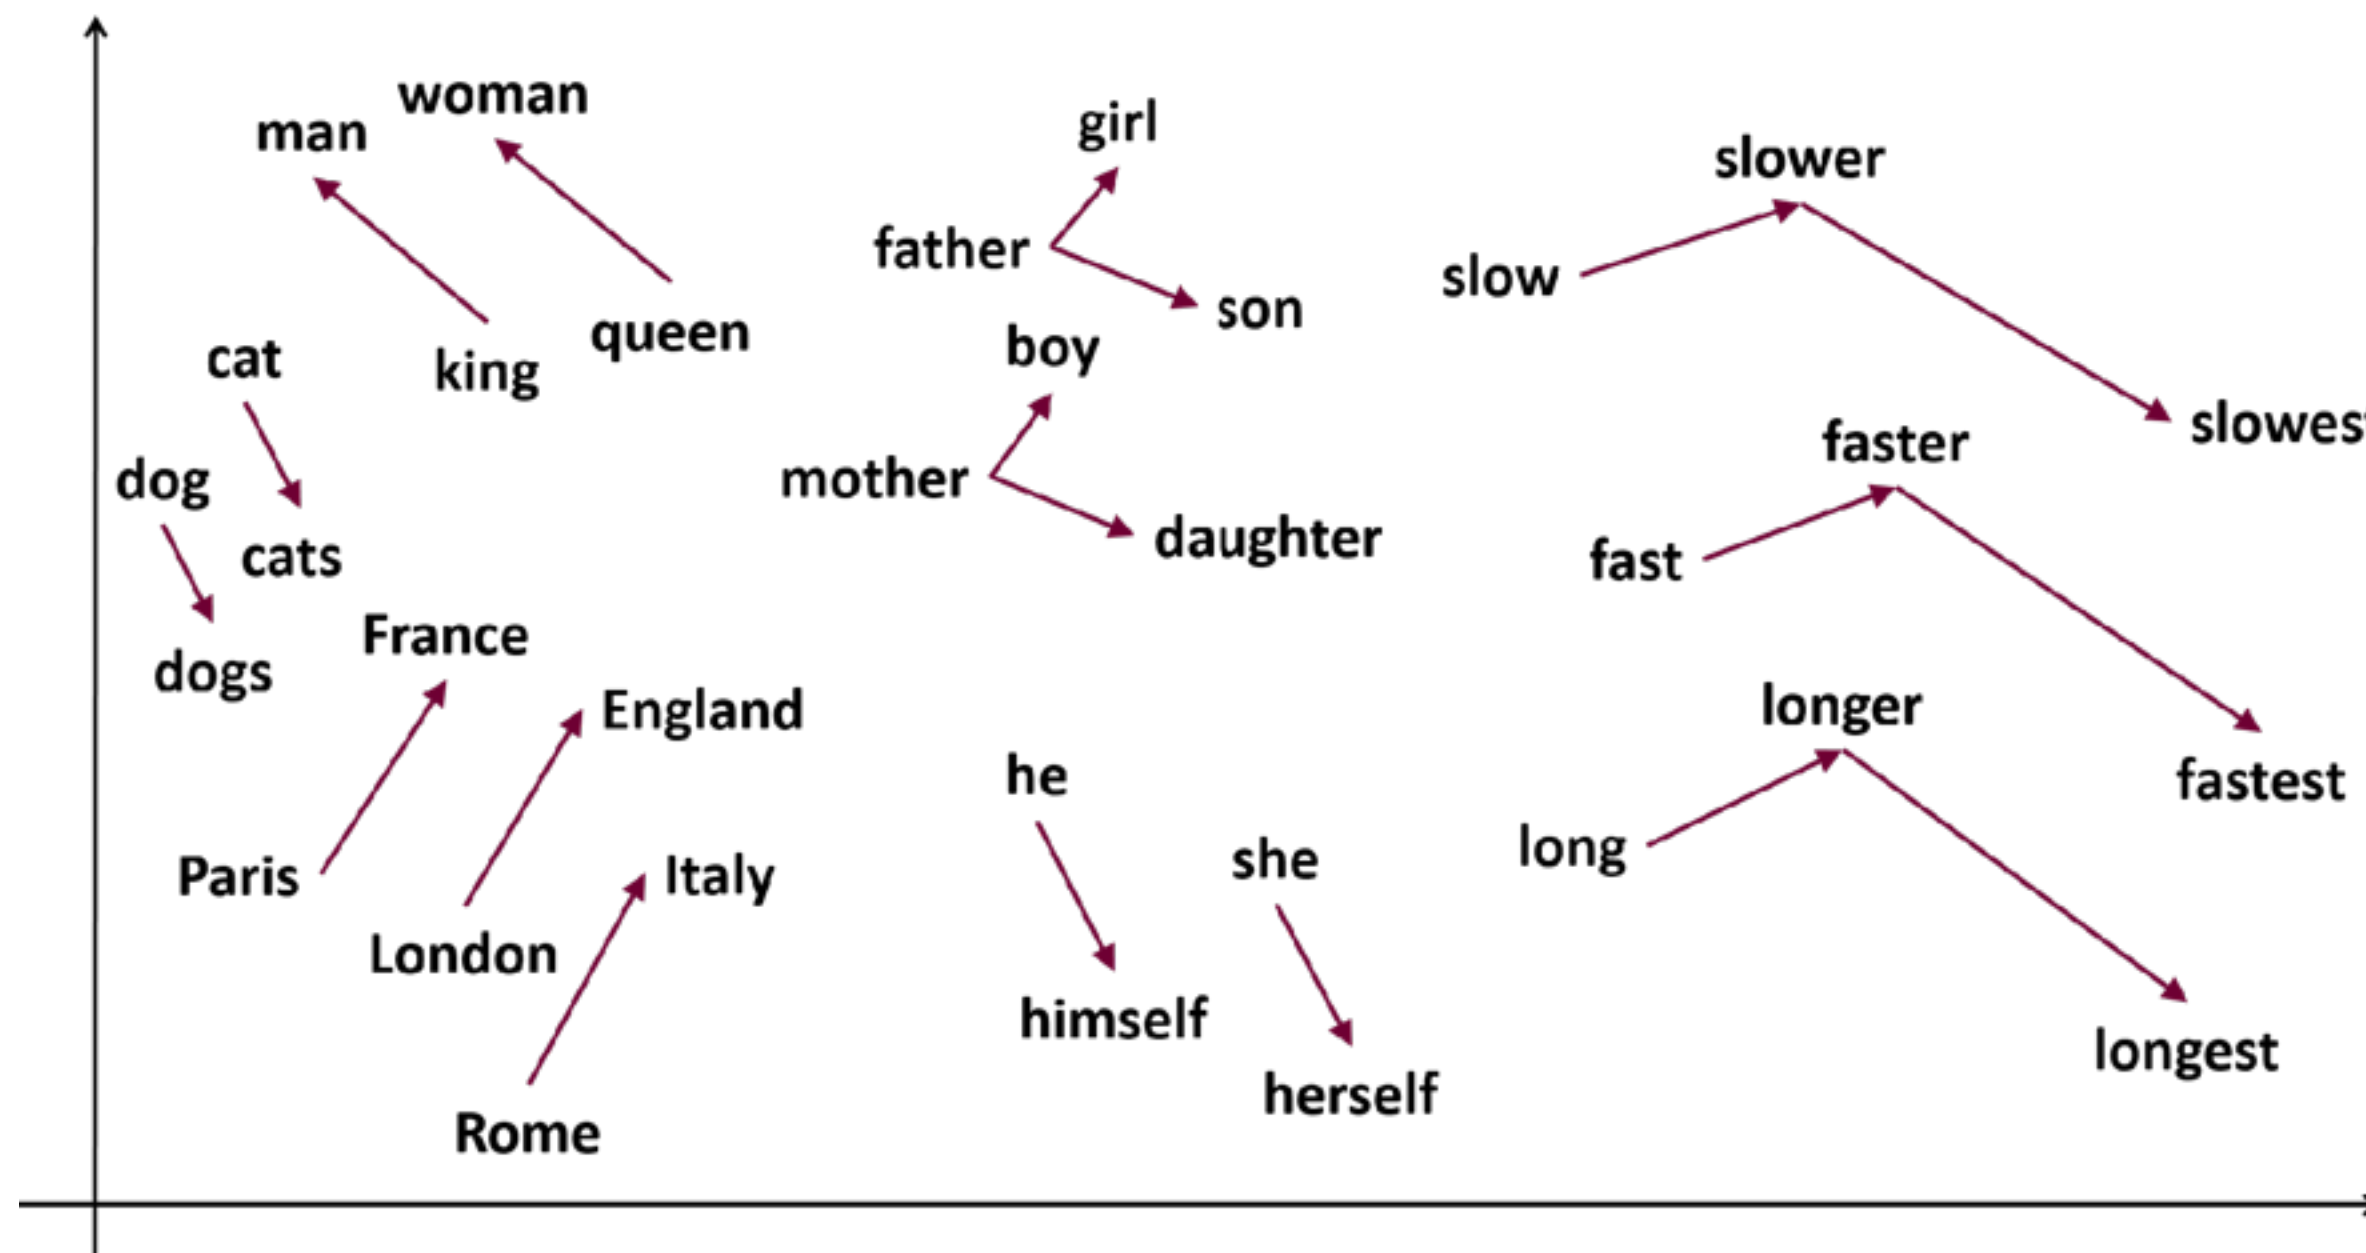 woman
man
girl
slower
father
slow
son
queen
boy
cat
king
slowes
faster
dog
mother
daughter
cats
fast
France
dogs
England
longer
he
fastest
long
she
Paris
Italy
London
himself
longest
herself
Rome